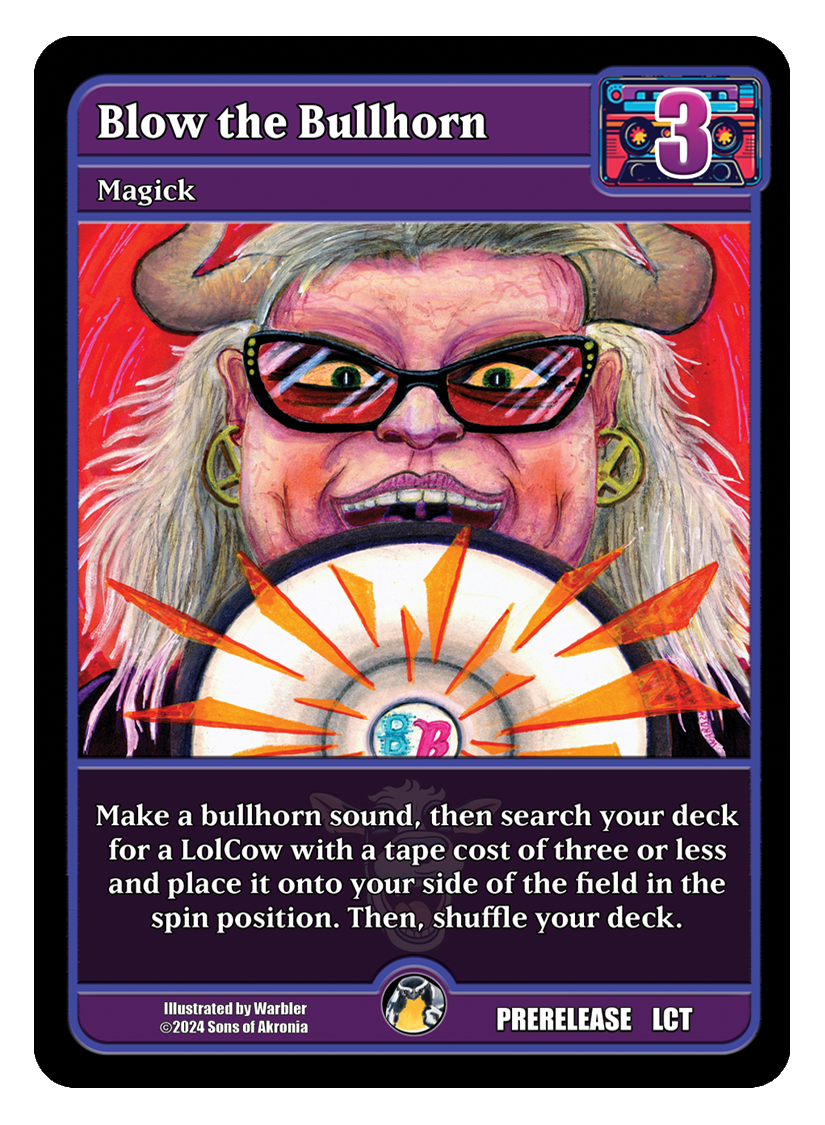 Blow the Bullhorn
3
Magick
B
Make a bullhorn sound, then search your deck
for a LolCow with a tape cost of three or less
and place it onto your side of the field in the
spin position. Then, shuffle your deck.
Illustrated by Warbler
©2024 Sons of Akronia
PRERELEASE LCT